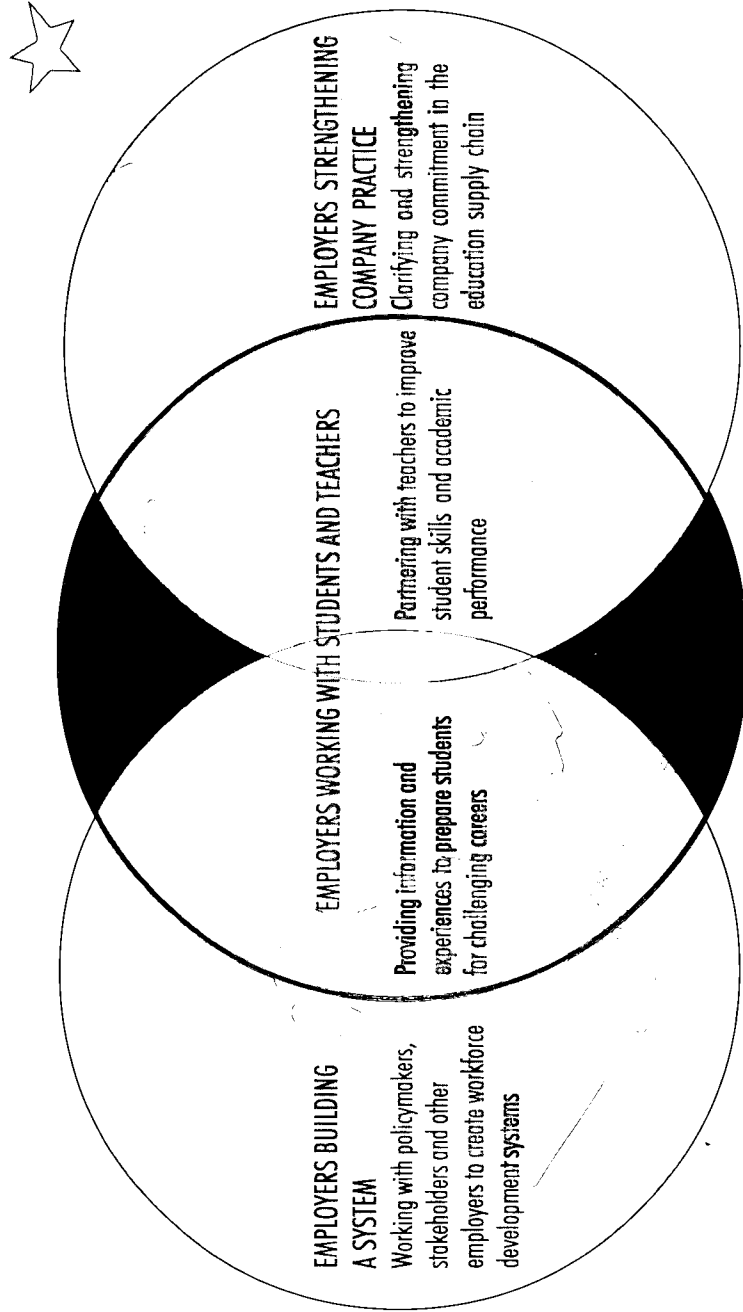 EMPLOYERS BUILDING
A SYSTEM
Working with policymakers,
stakeholders and other
employers to create workforce
development systems
EMPLOYERS WORKING WITH STUDENTS AND TEACHERS
Providing information and
experiences to prepare students
for challenging careers
Partnering with teachers to improve
student skills and academic
performance
EMPLOYERS STRENGTHENING
COMPANY PRACTICE
Clarifying and strengthening
company commitment in the
education supply chain